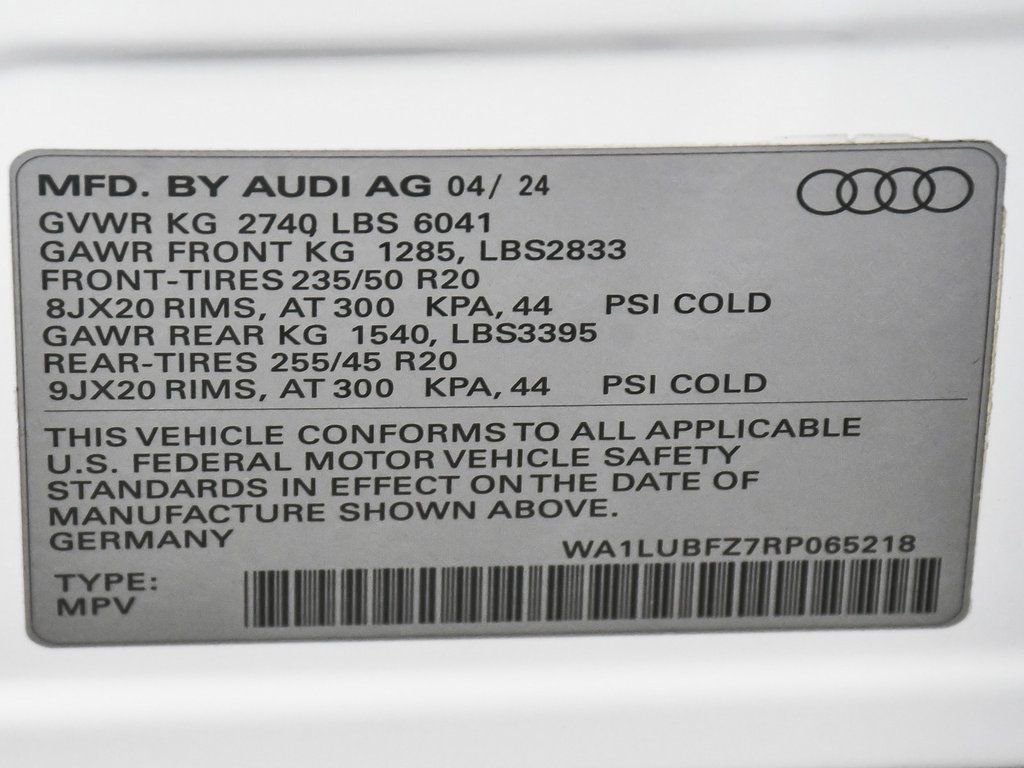 MFD. BY AUDI AG 04/ 24
GVWR KG 2740, LBS 6041
GAWR FRONT KG 1285, LBS2833
FRONT-TIRES 235/50 R20
8JX20 RIMS, AT 300 KPA, 44 PSI COLD
GAWR REAR KG 1540, LBS3395
REAR-TIRES 255/45 R20
9JX20 RIMS, AT 300 KPA, 44 PSI COLD
THIS VEHICLE CONFORMS TO ALL APPLICABLE
U.S. FEDERAL MOTOR VEHICLE SAFETY
STANDARDS IN EFFECT ON THE DATE OF
MANUFACTURE SHOWN ABOVE.
GERMANY
WA1LUBFZ7RP065218
TYPE:
MPV